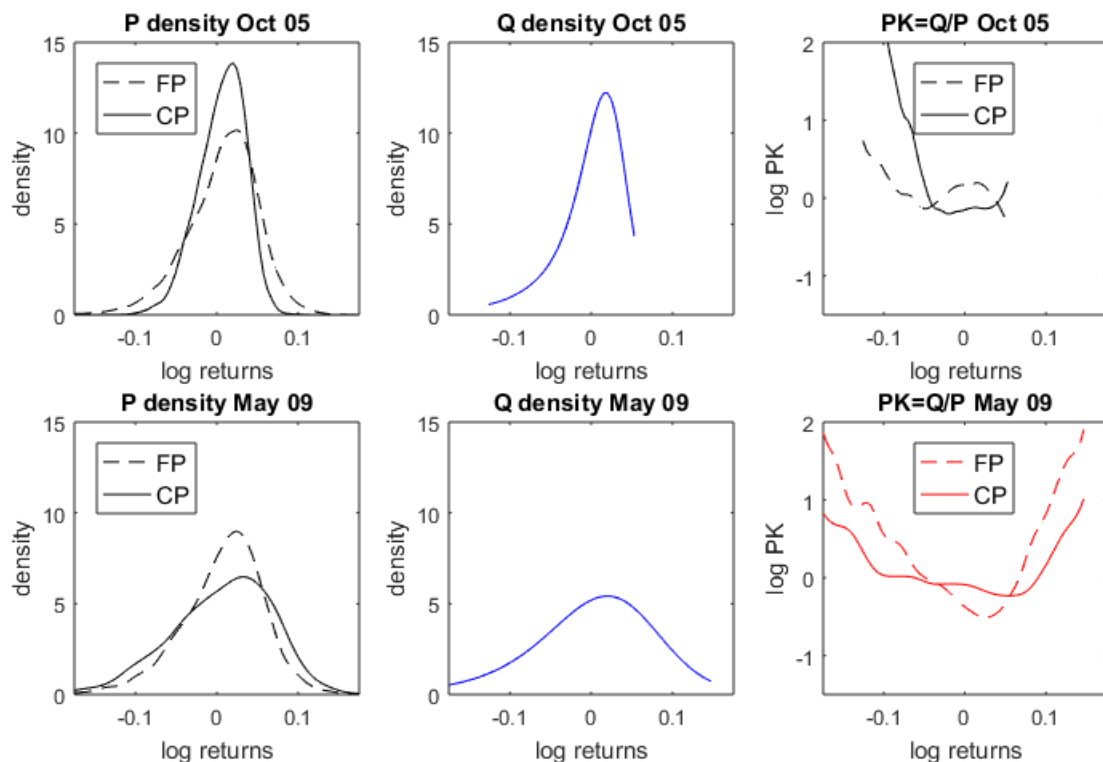 P density Oct 05
FP
CP
15
10
5
0
density
-0.1
0
0.1
log returns
Q density Oct 05
15
10
5
0
density
-0.1
0
0.1
log returns
PK=Q/P Oct 05
FP
CP
2
1
0
-1
log PK
-0.1
0
0.1
log returns
P density May 09
FP
CP
15
10
5
0
density
-0.1
0
0.1
log returns
Q density May 09
15
10
5
0
density
-0.1
0
0.1
log returns
PK=Q/P May 09
FP
CP
2
1
0
-1
log PK
-0.1
0
0.1
log returns